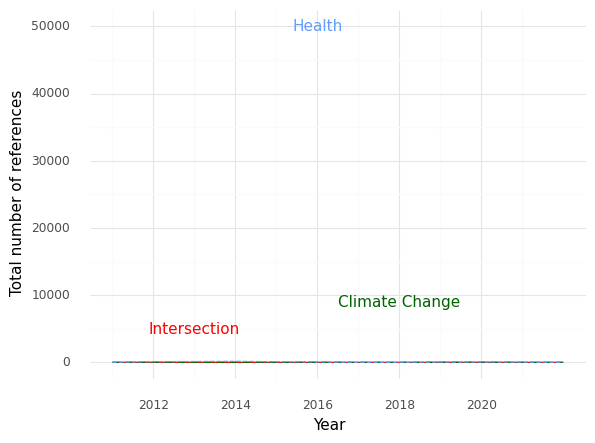 Health
50000
40000
30000
20000
10000
0
Climate Change
Intersection
Total number of references
2012 2014 2016 2018 2020
Year